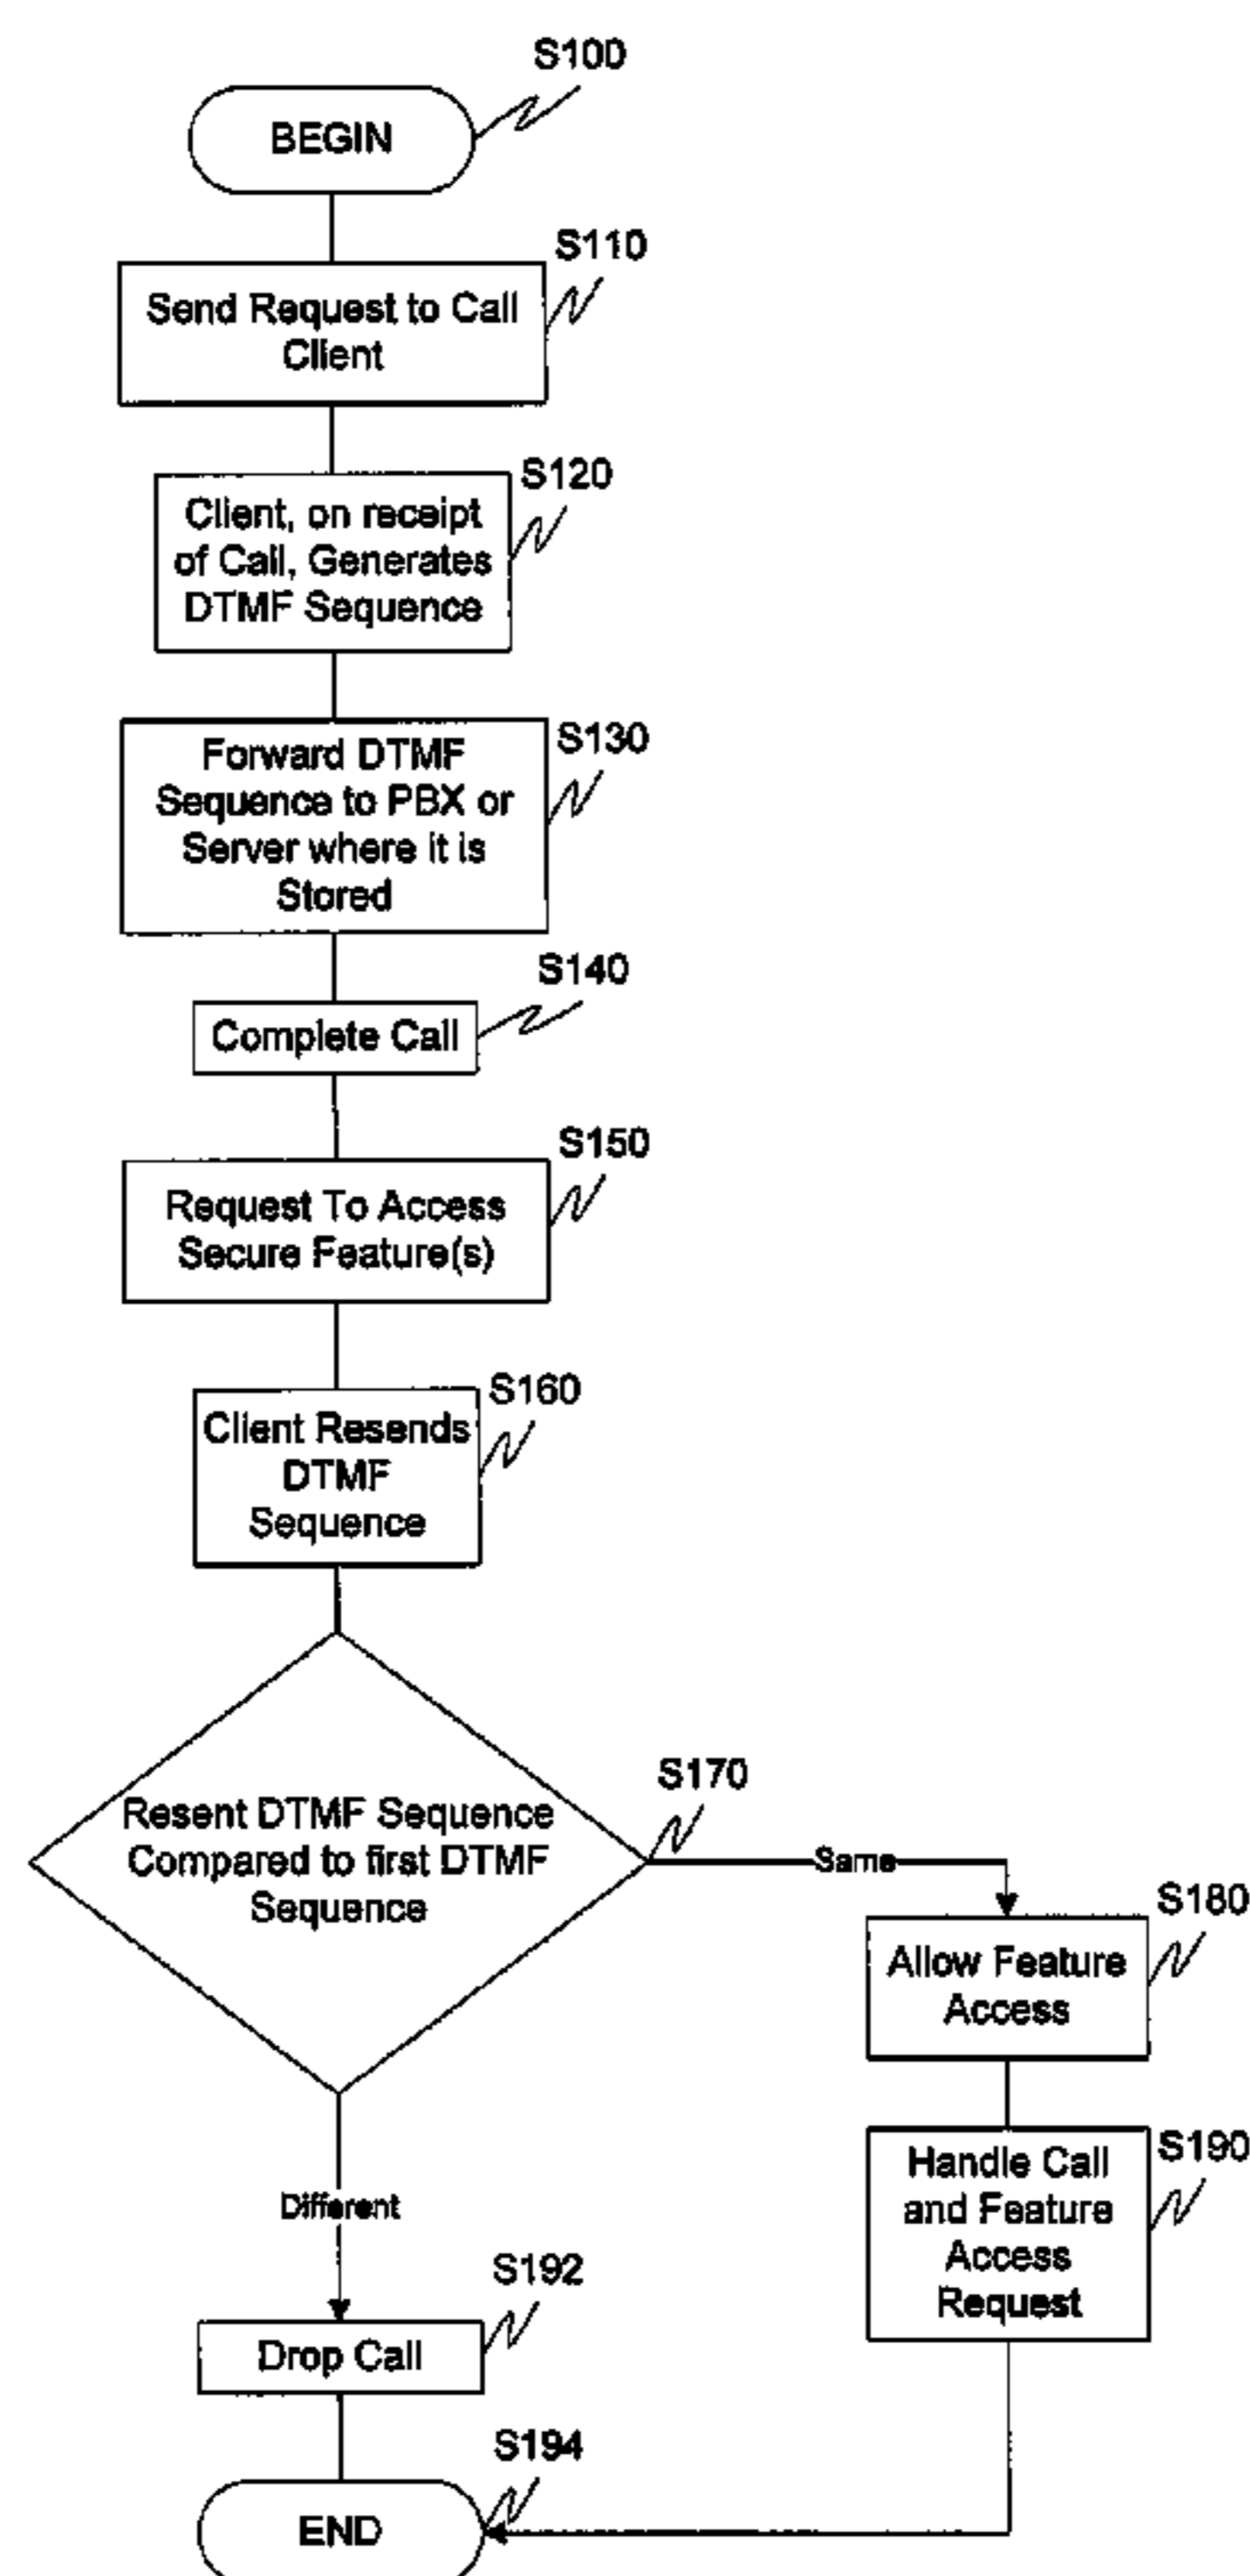 S100
BEGIN
S110
Send Request to Call
Client
S120
Client, on receipt
of Call, Generates
DTMF Sequence
S130
Forward DTMF
Sequence to PBX or
Server where it is
Stored
S140
Complete Call
S150
Request To Access
Secure Feature(s)
S160
Client Resends
DTMF
Sequence
S170
Resent DTMF Sequence
Compared to first DTMF
Sequence
Same
S180
Allow Feature
Access
S190
Handle Call
and Feature
Access
Request
Different
S192
Drop Call
S194
END